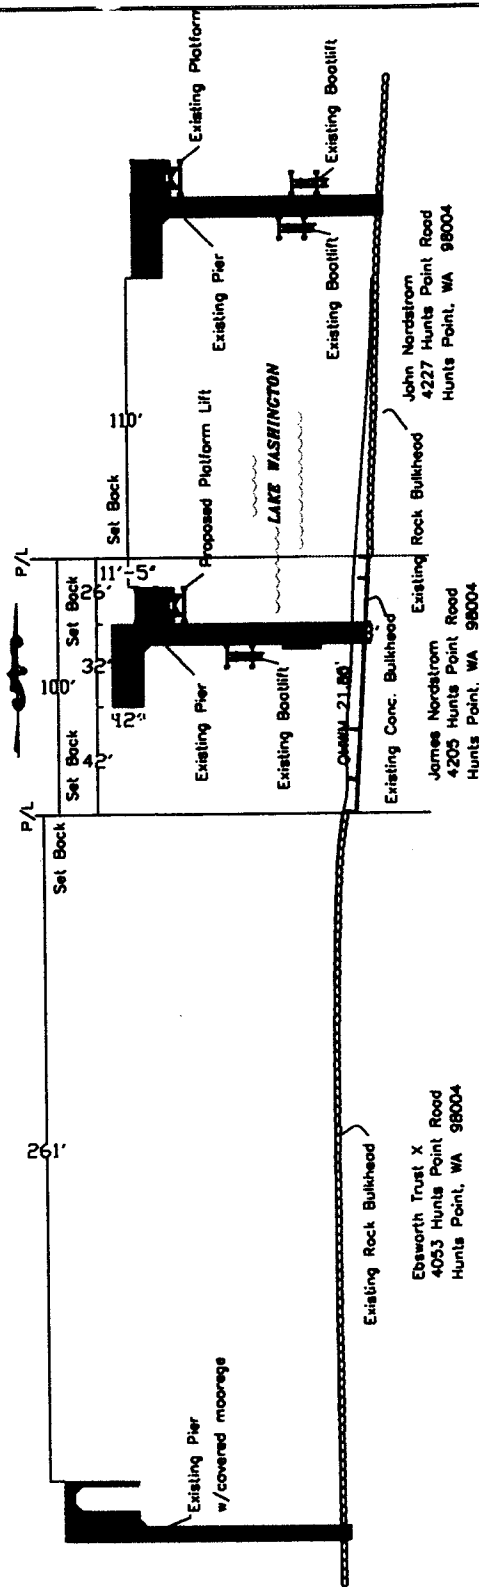 Existing Platform
Existing Boatlift
Existing Pier
Existing Boatlift
John Nordstrom
4227 Hunts Point Road
Hunts Point, WA 98004
110'
Set Back
Proposed Platform Lift
LAKE WASHINGTON
Existing Rock Bulkhead
P/L
11'-5"
Set Back
26'
32'
100'
42"
Set Back
42'
Existing Pier
Existing Boatlift
OHWM 21.80'
Existing Conc. Bulkhead
James Nordstrom
4205 Hunts Point Road
Hunts Point, WA 98004
P/L
Set Back
261'
Existing Rock Bulkhead
Ebsworth Trust X
4053 Hunts Point Road
Hunts Point, WA 98004
Existing Pier
w/covered moorage